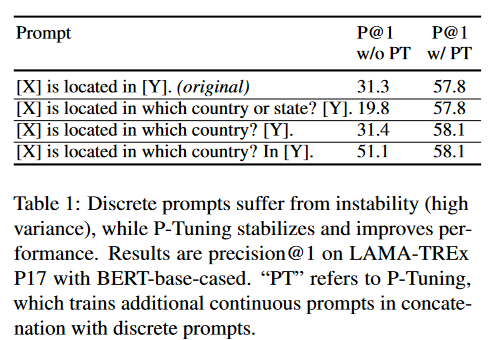 Prompt P@1 P@1
w/o PT w/ PT
[X] is located in [Y]. (original) 31.3 57.8
[X] is located in which country or state? [Y]. 19.8 57.8
[X] is located in which country? [Y]. 31.4 58.1
[X] is located in which country? In [Y]. 51.1 58.1
Table 1: Discrete prompts suffer from instability (high
variance), while P-Tuning stabilizes and improves per-
formance. Results are precision@1 on LAMA-TREx
P17 with BERT-base-cased. “PT” refers to P-Tuning,
which trains additional continuous prompts in concate-
nation with discrete prompts.